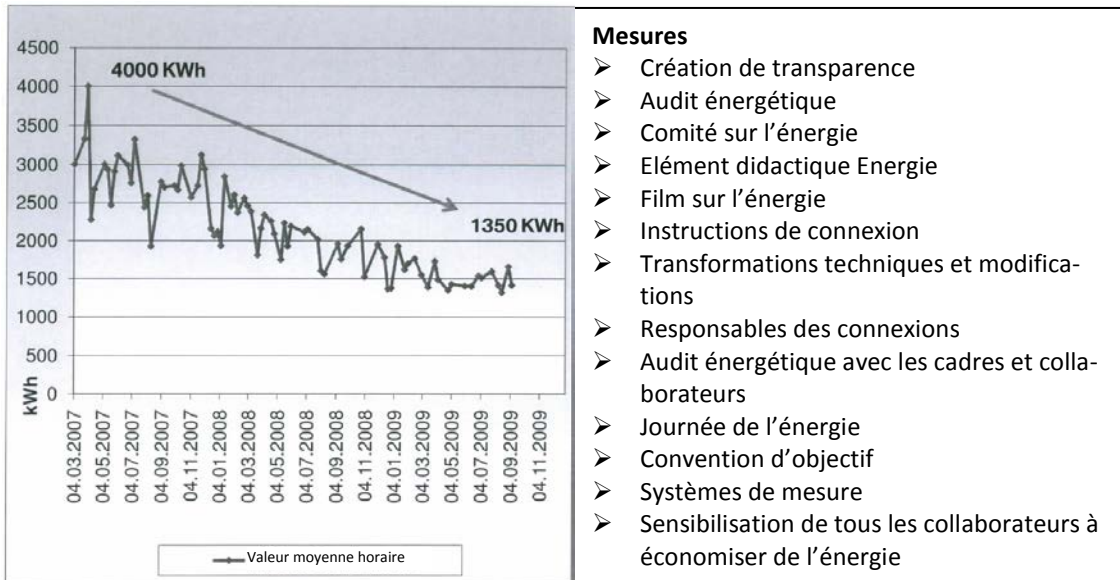 4500
4000 KWh
4000
3500
3000
2500
2000
1350 KWh
1500
1000
500
0
kWh
04.03.2007
04.05.2007
04.07.2007
04.09.2007
04.11.2007
04.01.2008
04.03.2008
04.05.2008
04.07.2008
04.09.2008
04.11.2008
04.01.2009
04.03.2009
04.05.2009
04.07.2009
04.09.2009
04.11.2009
Valeur moyenne horaire
Mesures
➢ Création de transparence
➢ Audit énergétique
➢ Comité sur l’énergie
➢ Elément didactique Energie
➢ Film sur l’énergie
➢ Instructions de connexion
➢ Transformations techniques et modifica-
tions
➢ Responsables des connexions
➢ Audit énergétique avec les cadres et colla-
borateurs
➢ Journée de l’énergie
➢ Convention d’objectif
➢ Systèmes de mesure
➢ Sensibilisation de tous les collaborateurs à
économiser de l’énergie